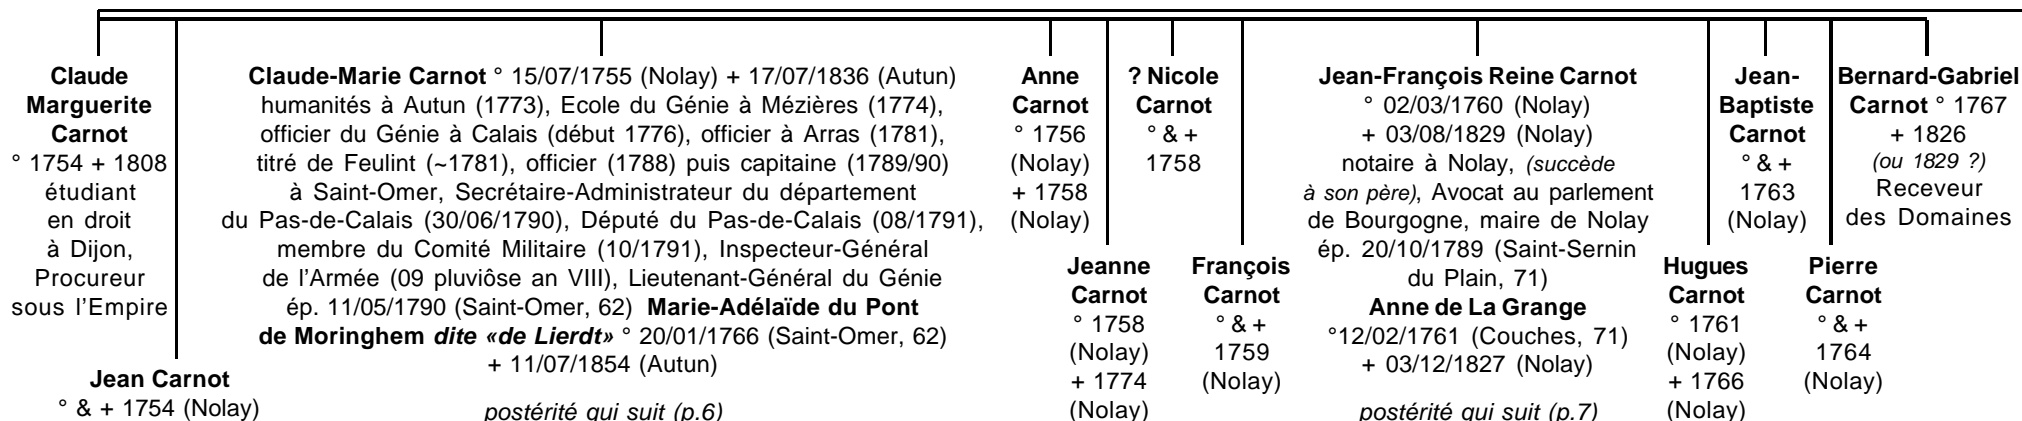 Claude
Marguerite
Carnot
° 1754 + 1808
étudiant
en droit
à Dijon,
Procureur
sous l'Empire
Jean Carnot
° & + 1754 (Nolay)
Claude-Marie Carnot ° 15/07/1755 (Nolay) + 17/07/1836 (Autun)
humanités à Autun (1773), Ecole du Génie à Mézières (1774),
officier du Génie à Calais (début 1776), officier à Arras (1781),
titré de Feulint (~1781), officier (1788) puis capitaine (1789/90)
à Saint-Omer, Secrétaire-Administrateur du département
du Pas-de-Calais (30/06/1790), Député du Pas-de-Calais (08/1791),
membre du Comité Militaire (10/1791), Inspecteur-Général
de l'Armée (09 pluviôse an VIII), Lieutenant-Général du Génie
ép. 11/05/1790 (Saint-Omer, 62) Marie-Adélaïde du Pont
de Moringhem dite «de Lierdt» ° 20/01/1766 (Saint-Omer, 62)
+ 11/07/1854 (Autun)
postérité qui suit (p.6)
Anne
Carnot
° 1756
(Nolay)
+ 1758
(Nolay)
Jeanne
Carnot
° 1758
(Nolay)
+ 1774
(Nolay)
? Nicole
Carnot
° & +
1758
François
Carnot
° & +
1759
(Nolay)
Jean-François Reine Carnot
° 02/03/1760 (Nolay)
+ 03/08/1829 (Nolay)
notaire à Nolay, (succède
à son père), Avocat au parlement
de Bourgogne, maire de Nolay
ép. 20/10/1789 (Saint-Sernin
du Plain, 71)
Anne de La Grange
°12/02/1761 (Couches, 71)
+ 03/12/1827 (Nolay)
postérité qui suit (p.7)
Hugues
Carnot
° 1761
(Nolay)
+ 1766
(Nolay)
Jean-
Baptiste
Carnot
° & +
1763
(Nolay)
Pierre
Carnot
° & +
1764
(Nolay)
Bernard-Gabriel
Carnot ° 1767
+ 1826
(ou 1829 ?)
Receveur
des Domaines